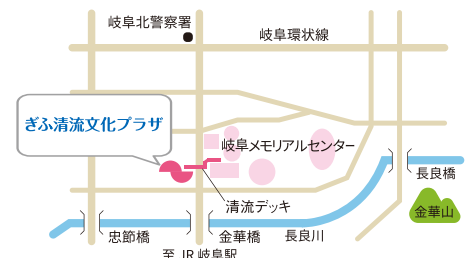 岐阜北警察署
岐阜環状線
ぎふ清流文化プラザ
岐阜メモリアルセンター
長良橋
清流デッキ
金華山
忠節橋
金華橋
長良川
至 JR岐阜駅